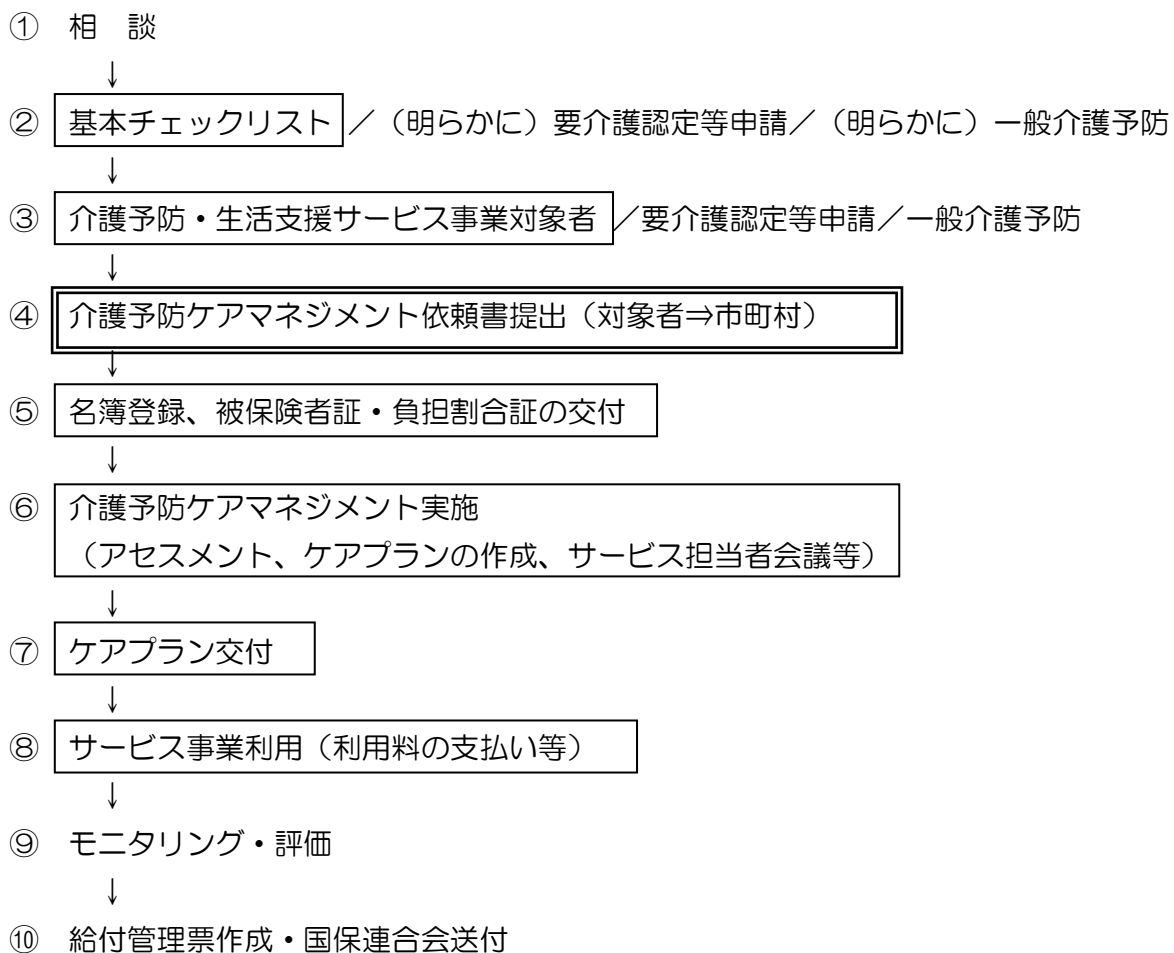 ① 相 談
↓
② 基本チェックリスト／（明らかに）要介護認定等申請／（明らかに）一般介護予防
↓
③ 介護予防・生活支援サービス事業対象者／要介護認定等申請／一般介護予防
↓
④ 介護予防ケアマネジメント依頼書提出（対象者⇒市町村）
↓
⑤ 名簿登録、被保険者証・負担割合証の交付
↓
⑥ 介護予防ケアマネジメント実施
（アセスメント、ケアプランの作成、サービス担当者会議等）
↓
⑦ ケアプラン交付
↓
⑧ サービス事業利用（利用料の支払い等）
↓
⑨ モニタリング・評価
↓
⑩ 給付管理票作成・国保連合会送付